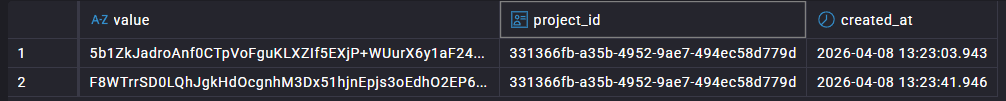 A-Z value project_id created_at
1 5b1ZkJadroAnf0CTpVoFguKLXZIf5EXjP+WUurX6y1aF24... 331366fb-a35b-4952-9ae7-494ec58d779d 2026-04-08 13:23:03.943
2 F8WTrrSD0LQhJgkHdOcgnhM3Dx51hjnEpjs3oEdhO2EP6... 331366fb-a35b-4952-9ae7-494ec58d779d 2026-04-08 13:23:41.946